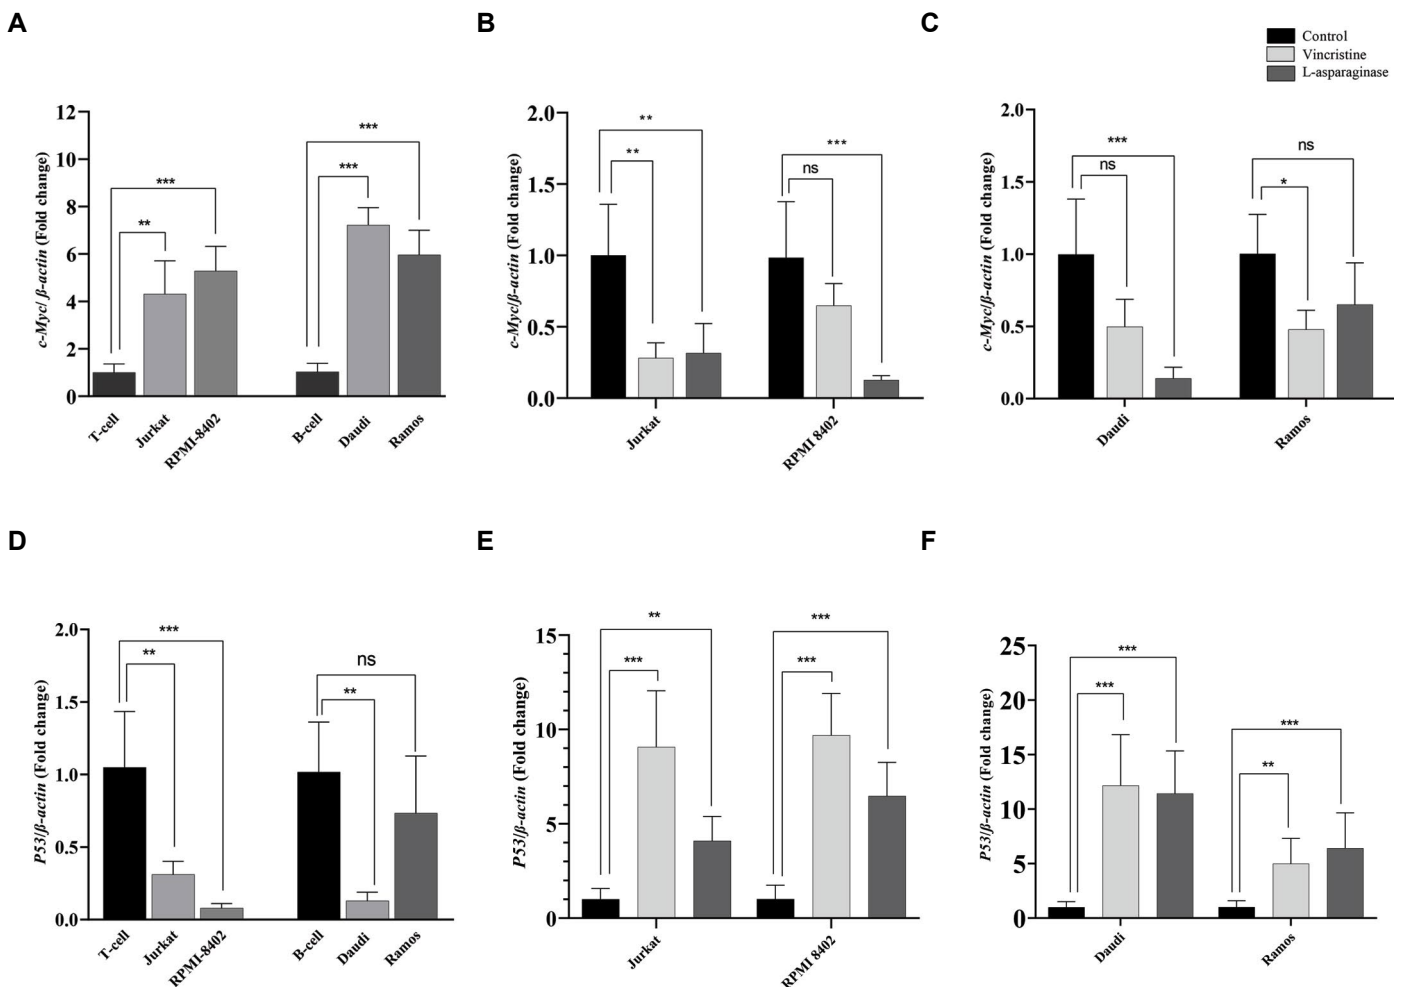 A
B
C
Control
Vincristine
L-asparaginase
c-Myc/ β-actin (Fold change)
12
10
8
6
4
2
0
***
**
***
***
T-cell
Jurkat
RPMI-8402
B-cell
Daudi
Ramos
c-Myc/β-actin (Fold change)
2.0
1.5
1.0
0.5
0.0
**
**
***
ns
Jurkat
RPMI 8402
c-Myc/β-actin (Fold change)
2.0
1.5
1.0
0.5
0.0
***
ns
ns
*
Daudi
Ramos
D
E
F
P53/β-actin (Fold change)
2.0
1.5
1.0
0.5
0.0
***
**
ns
**
T-cell
Jurkat
RPMI-8402
B-cell
Daudi
Ramos
P53/β-actin (Fold change)
15
10
5
0
**
***
***
***
Jurkat
RPMI 8402
P53/β-actin (Fold change)
25
20
15
10
5
0
***
***
***
**
Daudi
Ramos